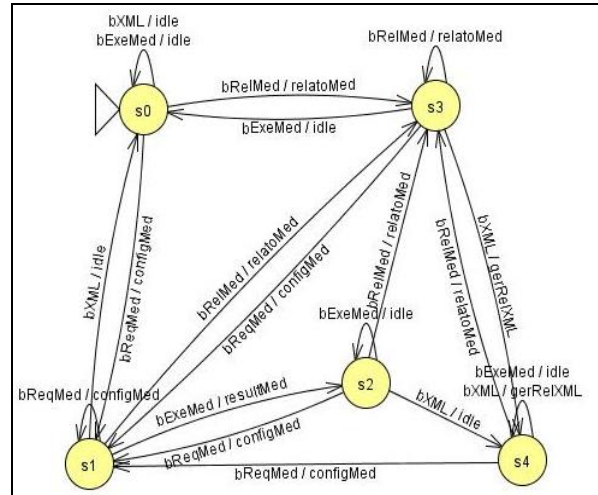 bXML / idle
bExeMed / idle
bRelMed / relatoMed
bRelMed / relatoMed
s0
s3
bExeMed / idle
bXML / idle
bReqMed / configMed
bRelMed / relatoMed
bReqMed / configMed
bRelMed / relatoMed
bXML / gerRelXML
bRelMed / relatoMed
bExeMed / idle
bExeMed / idle
bXML / gerRelXML
bReqMed / configMed
bExeMed / resultMed
s2
bXML / idle
bReqMed / configMed
s1
s4
bReqMed / configMed